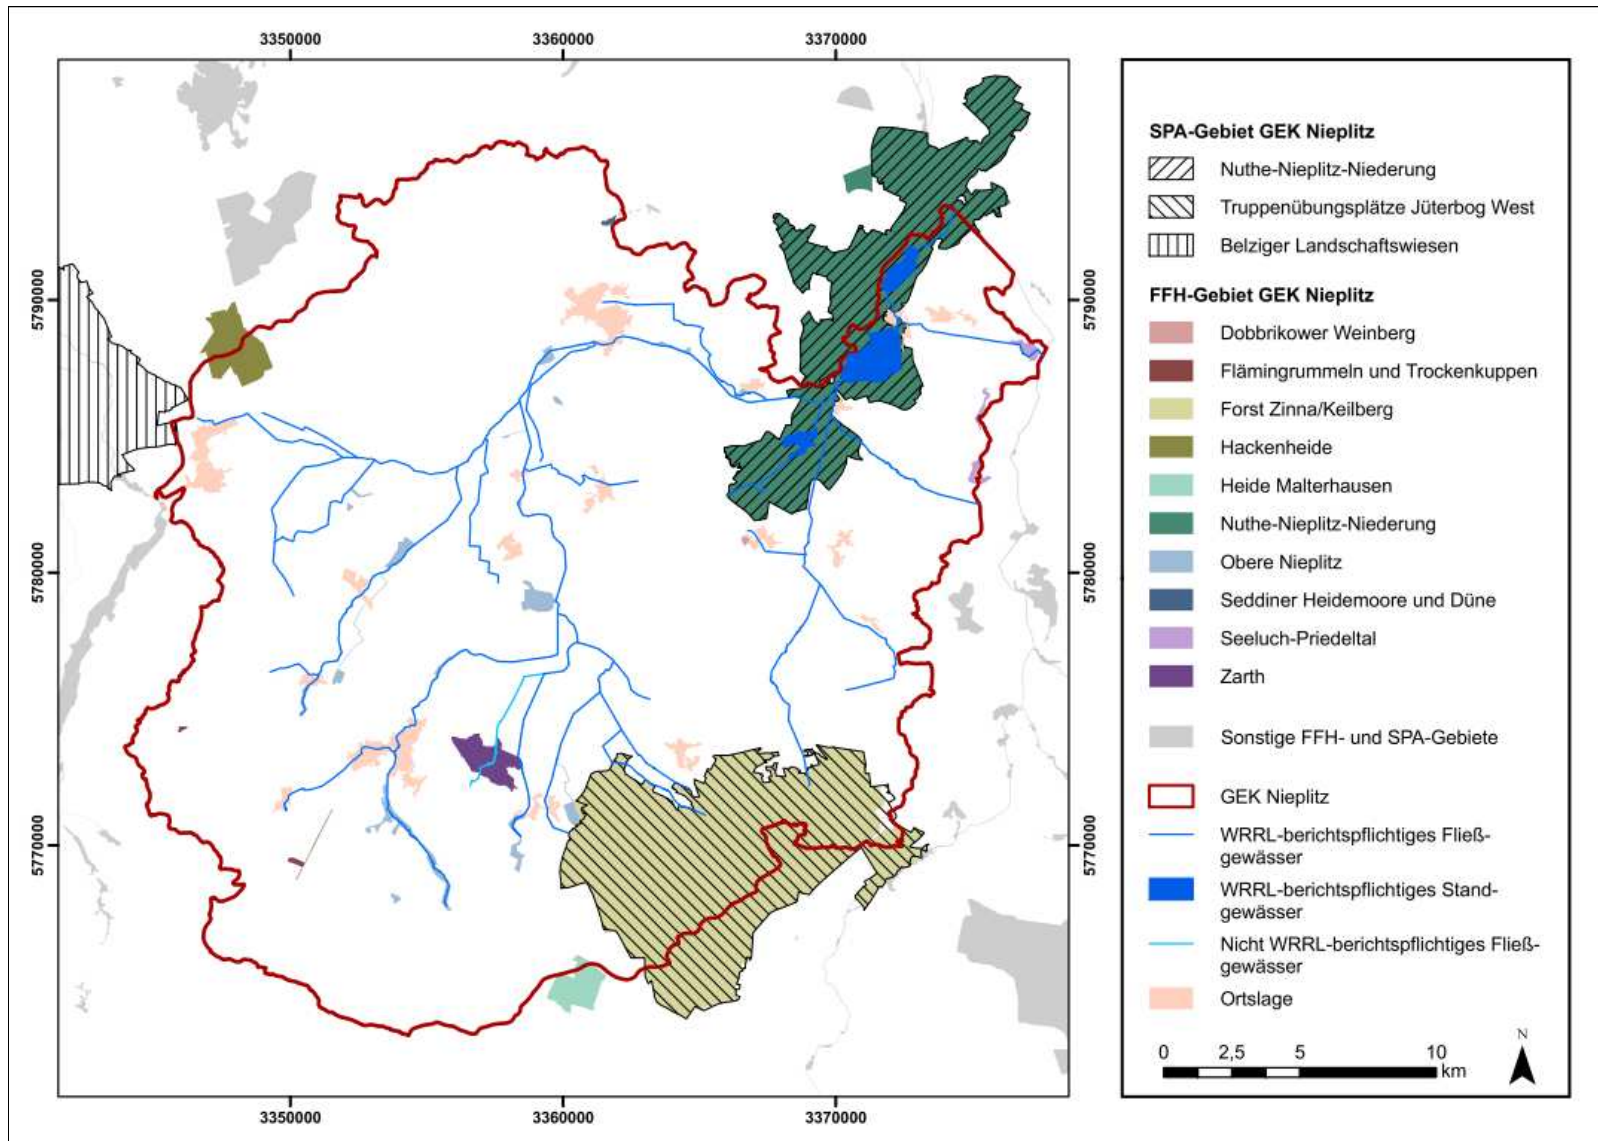 3350000 3360000 3370000
5790000 5790000
5780000 5780000
5770000 5770000
3350000 3360000 3370000
SPA-Gebiet GEK Nieplitz
Nuthe-Nieplitz-Niederung
Truppenübungsplätze Jüterbog West
Belziger Landschaftswiesen
FFH-Gebiet GEK Nieplitz
Dobbrikower Weinberg
Flämingrummeln und Trockenkuppen
Forst Zinna/Keilberg
Hackenheide
Heide Malterhausen
Nuthe-Nieplitz-Niederung
Obere Nieplitz
Seddiner Heidemoore und Düne
Seeluch-Priedeltal
Zarth
Sonstige FFH- und SPA-Gebiete
GEK Nieplitz
WRRL-berichtspflichtiges Fließ-
gewässer
WRRL-berichtspflichtiges Stand-
gewässer
Nicht WRRL-berichtspflichtiges Fließ-
gewässer
Ortslage
0 2,5 5 10
km
N